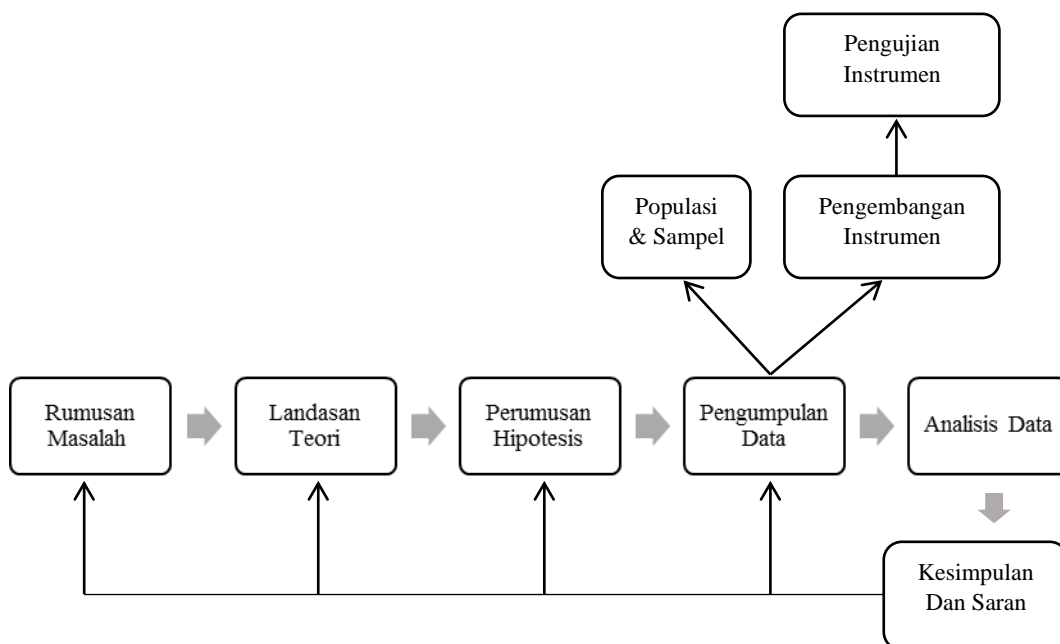 Pengujian
Instrumen
Populasi
& Sampel
Pengembangan
Instrumen
Rumusan
Masalah
Landasan
Teori
Perumusan
Hipotesis
Pengumpulan
Data
Analisis Data
Kesimpulan
Dan Saran